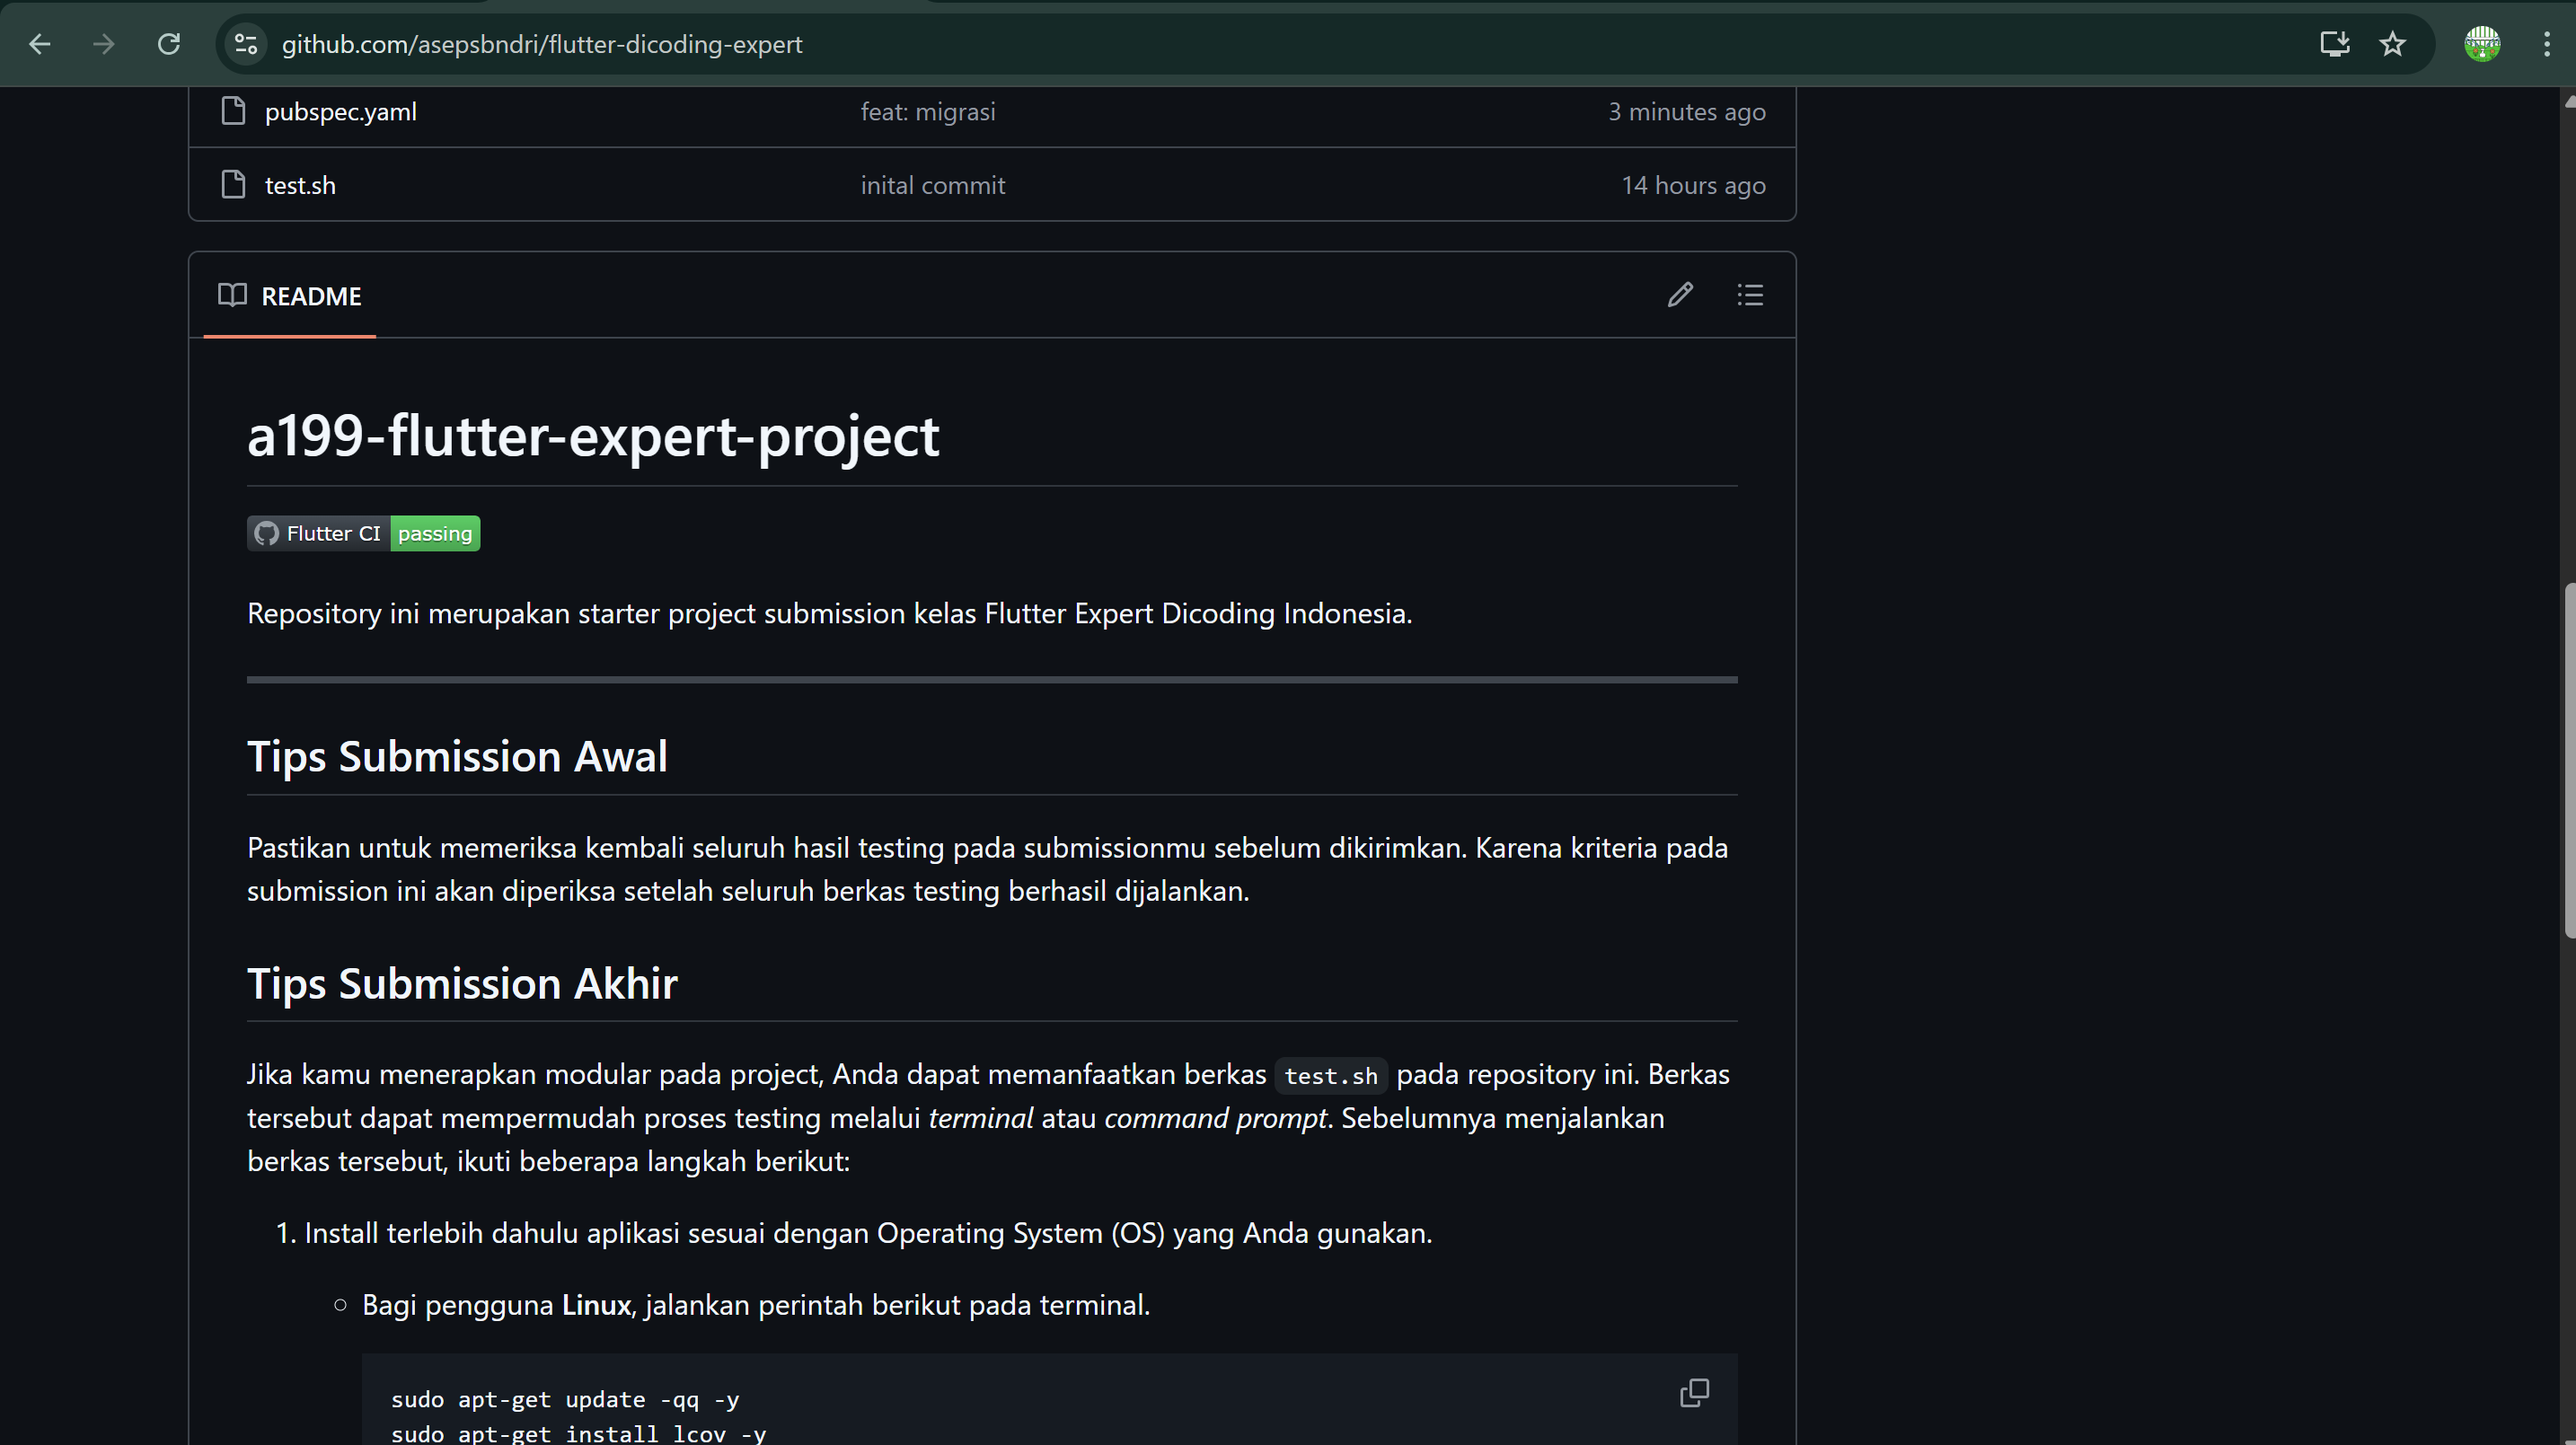 github.com/asepsbndri/flutter-dicoding-expert
pubspec.yaml feat: migrasi 3 minutes ago
test.sh inital commit 14 hours ago
README
a199-flutter-expert-project
Flutter CI passing
Repository ini merupakan starter project submission kelas Flutter Expert Dicoding Indonesia.
Tips Submission Awal
Pastikan untuk memeriksa kembali seluruh hasil testing pada submissionmu sebelum dikirimkan. Karena kriteria pada
submission ini akan diperiksa setelah seluruh berkas testing berhasil dijalankan.
Tips Submission Akhir
Jika kamu menerapkan modular pada project, Anda dapat memanfaatkan berkas test.sh pada repository ini. Berkas
tersebut dapat mempermudah proses testing melalui terminal atau command prompt. Sebelumnya menjalankan
berkas tersebut, ikuti beberapa langkah berikut:
1. Install terlebih dahulu aplikasi sesuai dengan Operating System (OS) yang Anda gunakan.
Bagi pengguna Linux, jalankan perintah berikut pada terminal.
sudo apt-get update -qq -y
sudo apt-get install lcov -y